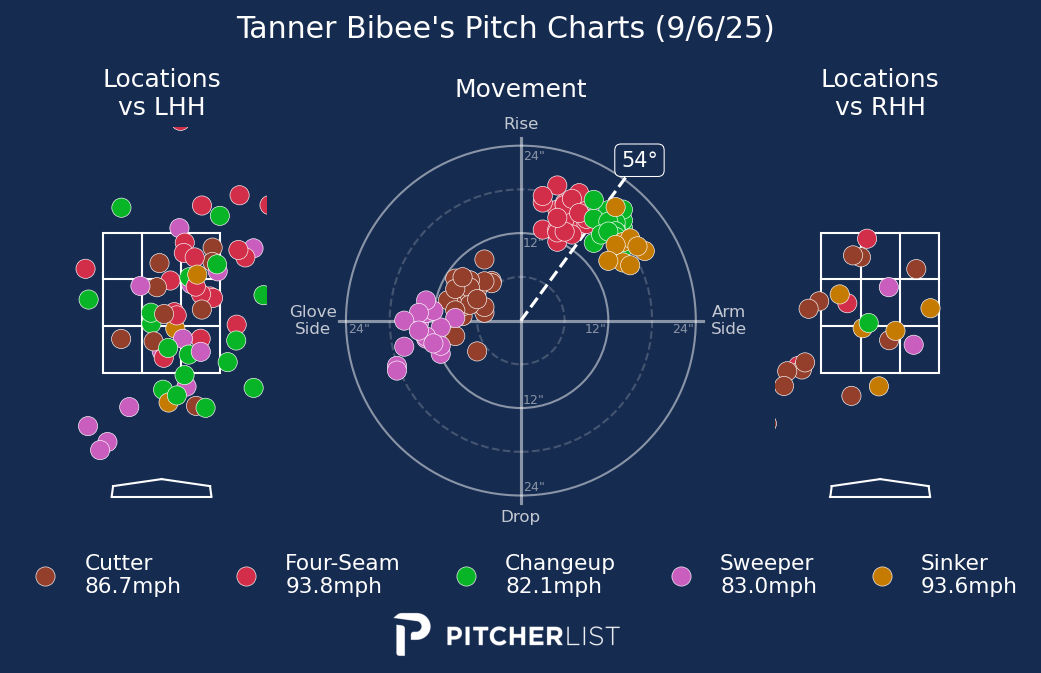 Tanner Bibee's Pitch Charts (9/6/25)
Locations
vs LHH
Movement
Locations
vs RHH
Rise
24"
54°
12"
Glove
Side
24"
12"
24"
Arm
Side
12"
24"
Drop
Cutter
86.7mph
Four-Seam
93.8mph
Changeup
82.1mph
Sweeper
83.0mph
Sinker
93.6mph
PITCHERLIST